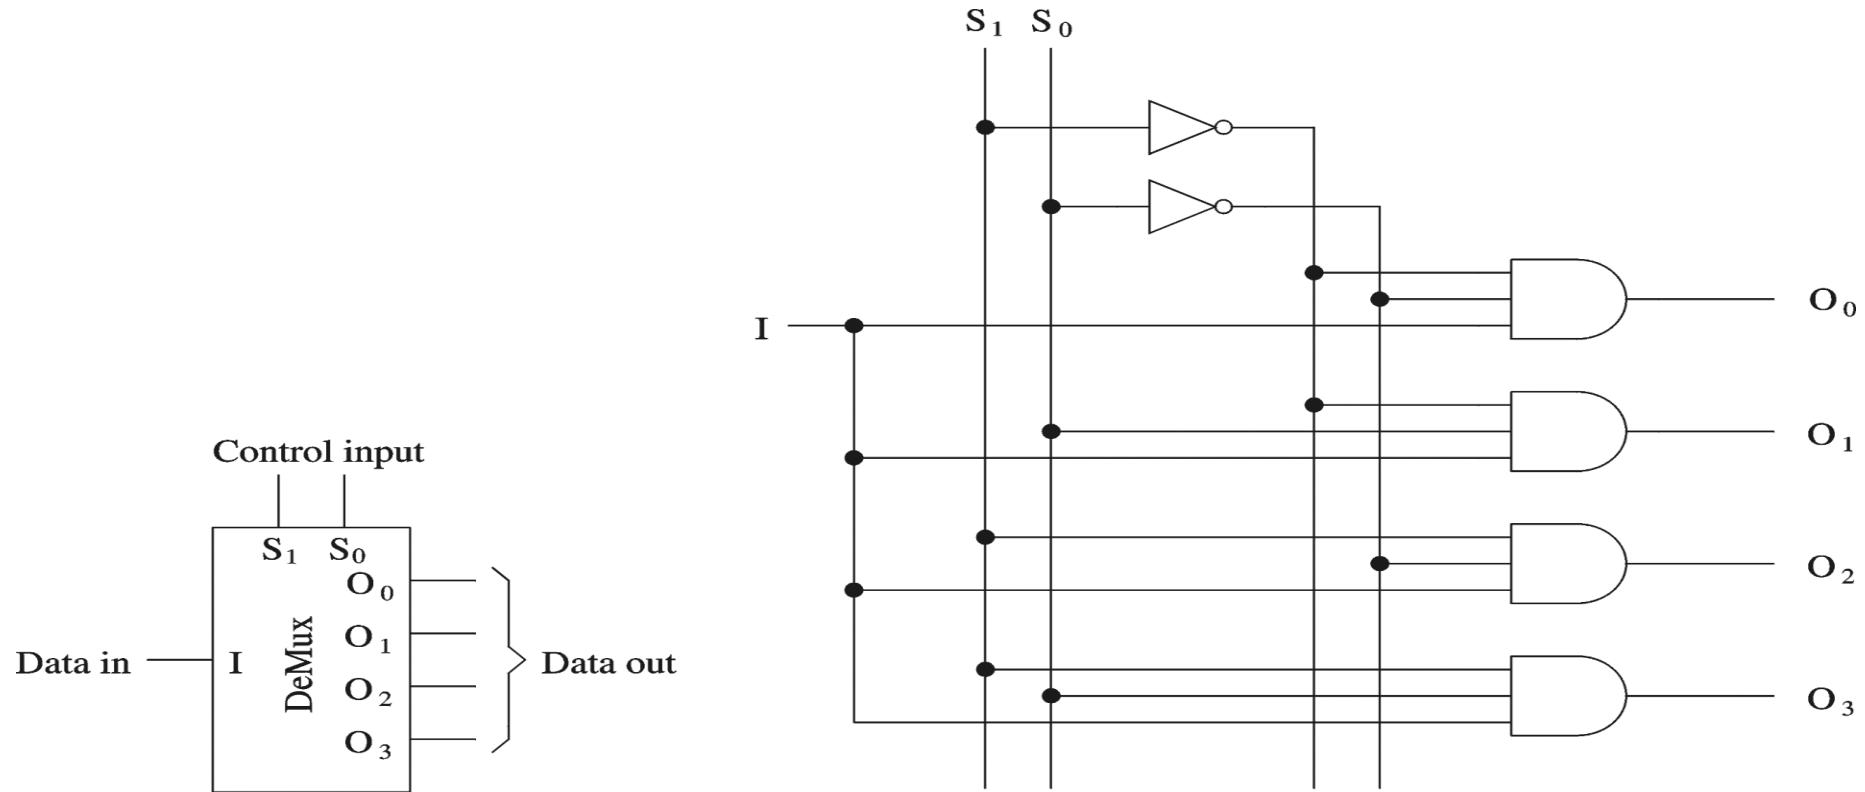 S1 S0
I
O0
O1
O2
O3
Control input
S1 S0
O0
O1
O2
O3
DeMux
Data in
I
Data out